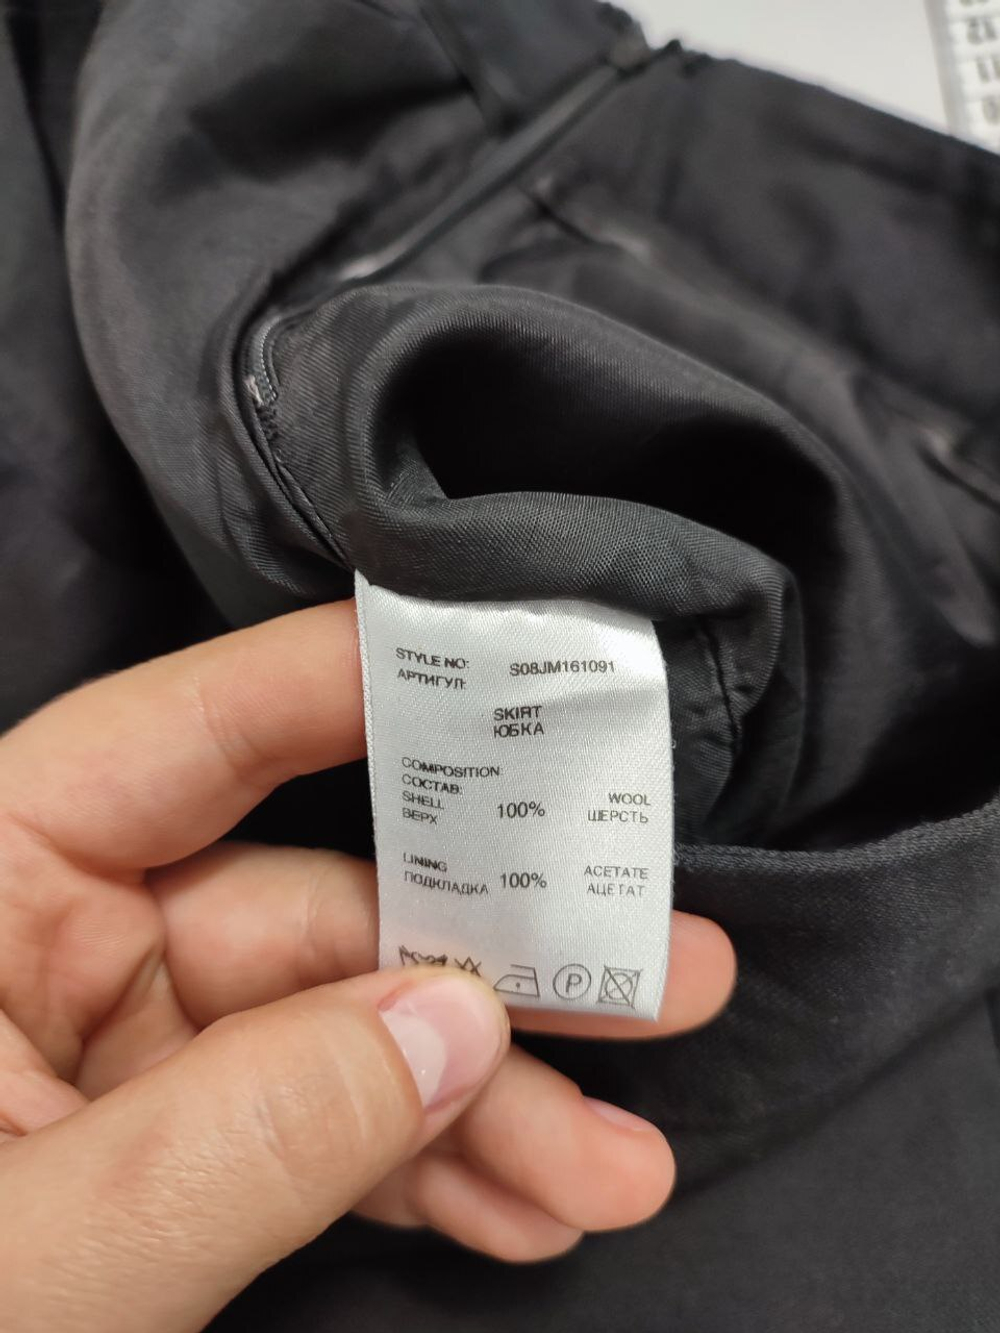 STYLE NO: S08JM161091
АРТИГУЛ:
SKIRT
ЮБКА
COMPOSITION:
СОСТАВ:
SHELL 100% WOOL
ВЕРХ ШЕРСТЬ
LINING 100% ACETATE
ПОДКЛАДКА АЦЕТАТ
P